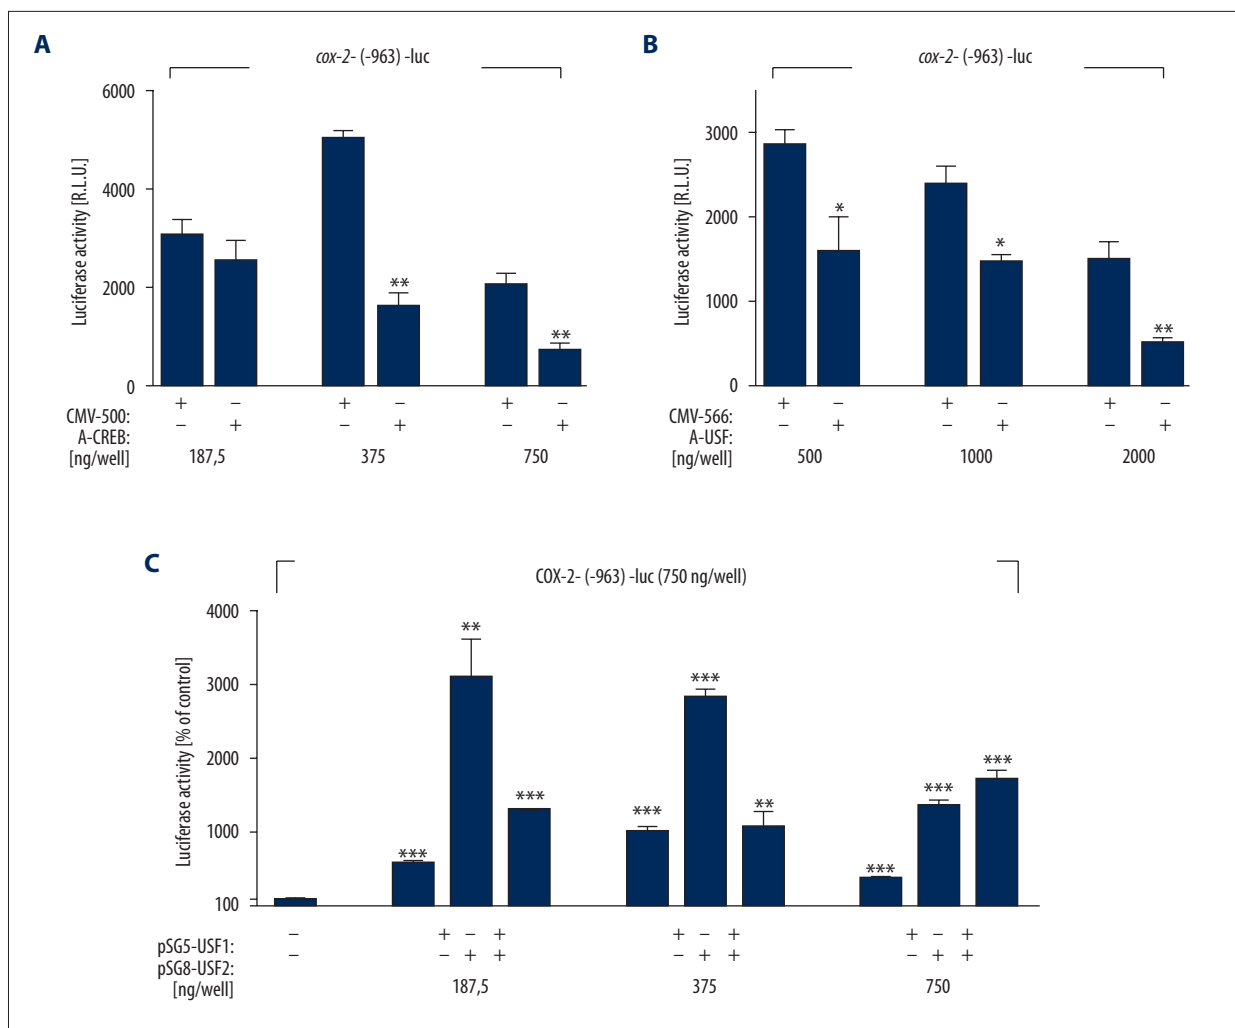 A
cox-2- (-963) -luc
Luciferase activity [R.L.U.]
6000
4000
2000
0
**
**
CMV-500: + – + – + –
A-CREB: – + – + – +
[ng/well] 187,5 375 750
B
cox-2- (-963) -luc
Luciferase activity [R.L.U.]
3000
2000
1000
0
*
*
**
CMV-566: + – + – + –
A-USF: – + – + – +
[ng/well] 500 1000 2000
C
COX-2- (-963) -luc (750 ng/well)
Luciferase activity [% of control]
4000
3000
2000
1000
100
***
**
***
***
***
**
***
***
***
pSG5-USF1: – + – + + – + + – +
pSG8-USF2: – – + + – + + – + +
[ng/well] 187,5 375 750